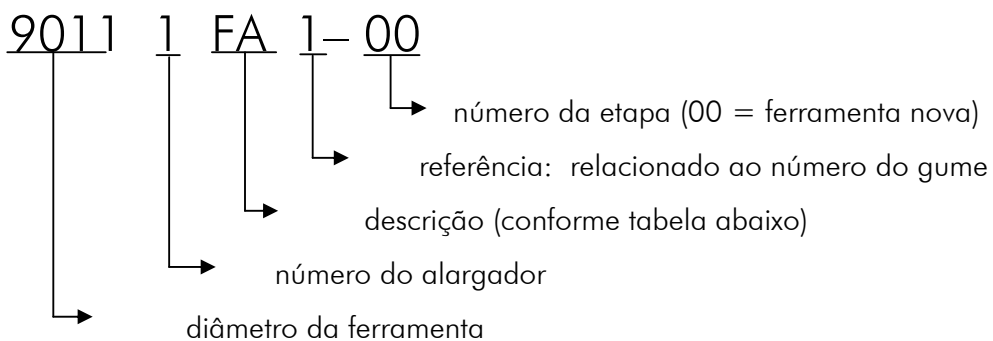 9011 1 FA 1– 00
número da etapa (00 = ferramenta nova)
referência: relacionado ao número do gume
descrição (conforme tabela abaixo)
número do alargador
diâmetro da ferramenta